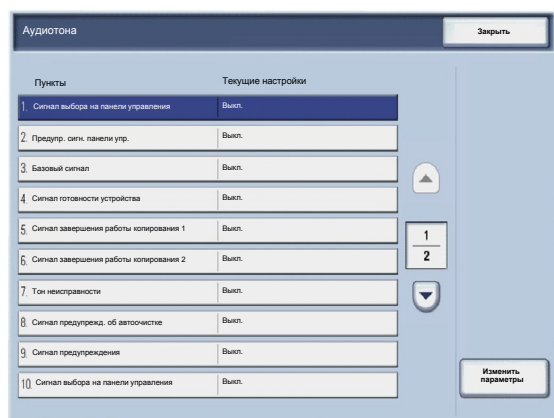 Аудиотона
Закрыть
Пункты Текущие настройки
1. Сигнал выбора на панели управления Выкл.
2. Предупр. сигн. панели упр. Выкл.
3. Базовый сигнал Выкл.
4. Сигнал готовности устройства Выкл.
5. Сигнал завершения работы копирования 1 Выкл.
6. Сигнал завершения работы копирования 2 Выкл.
7. Тон неисправности Выкл.
8. Сигнал предупрежд. об автоочистке Выкл.
9. Сигнал предупреждения Выкл.
10. Сигнал выбора на панели управления Выкл.
1
2
Изменить
параметры